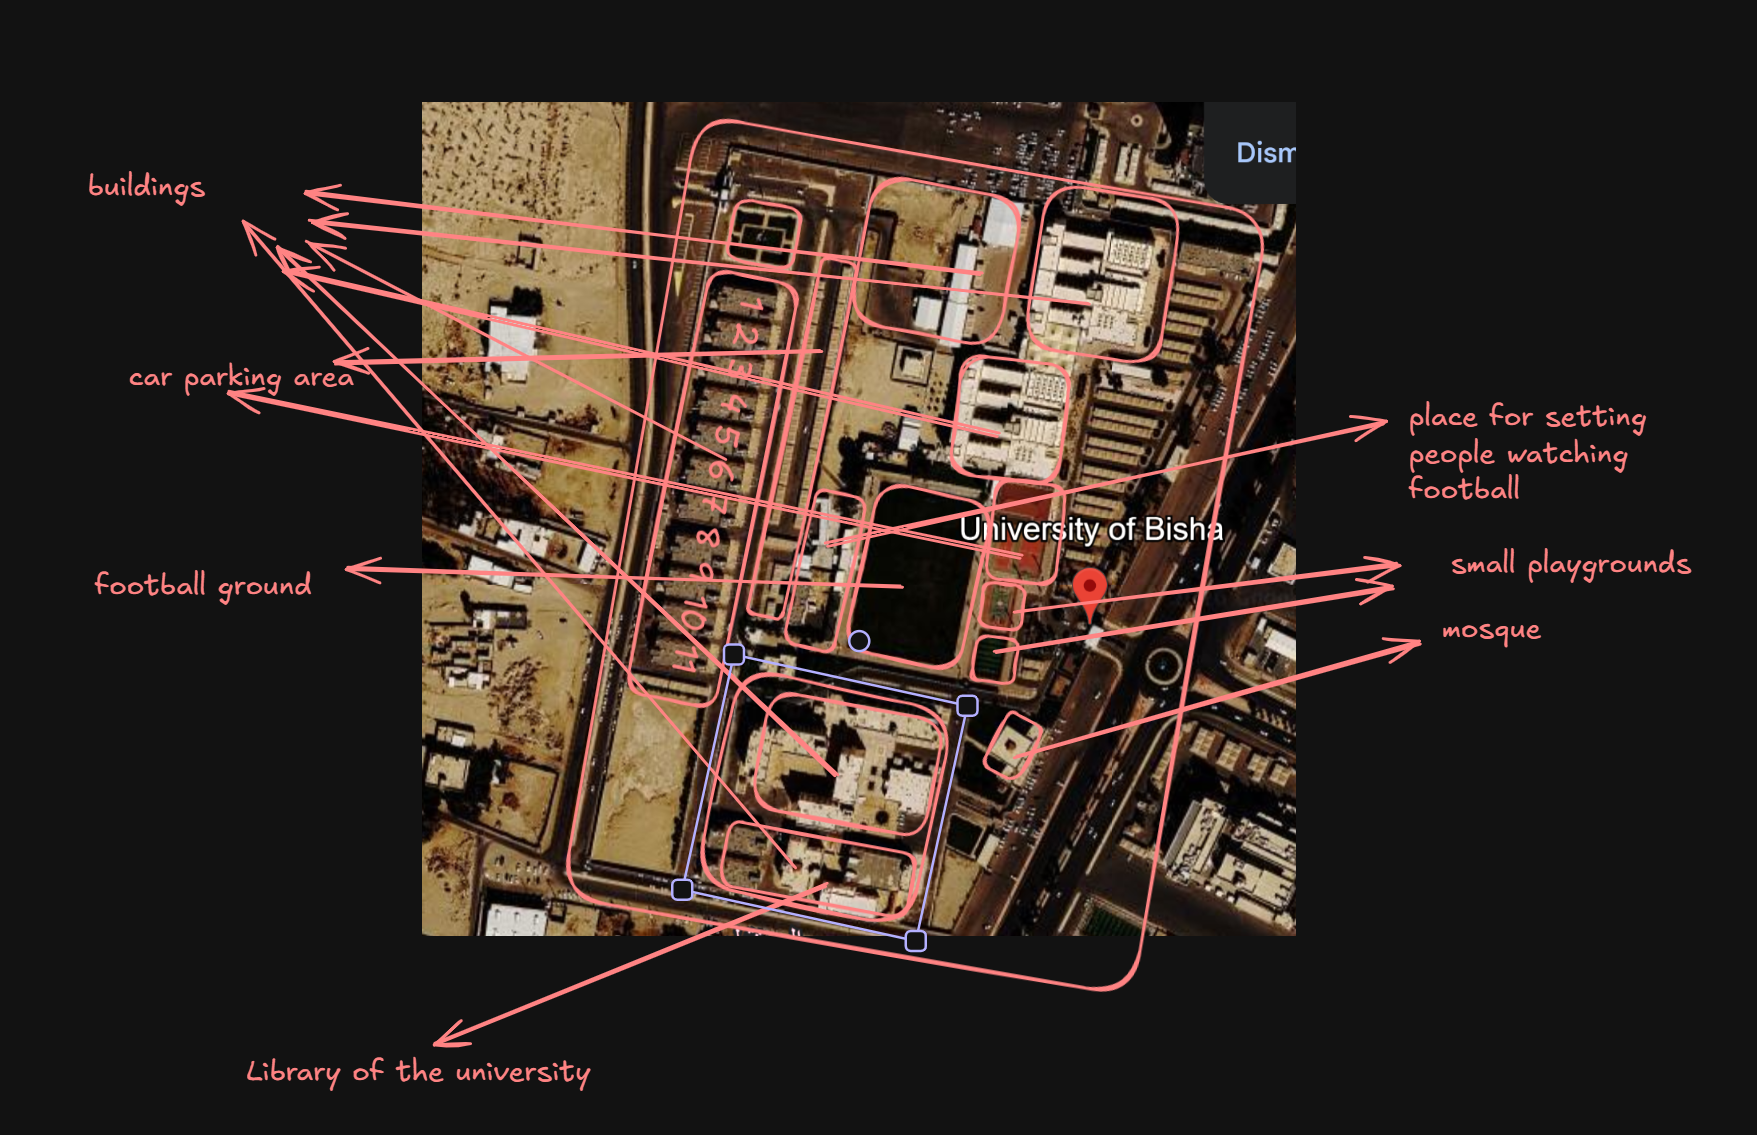 Dism
buildings
1
2
3
car parking area
4
place for setting
people watching
football
5
6
7
University of Bisha
8
small playgrounds
9
football ground
10
mosque
11
Library of the university